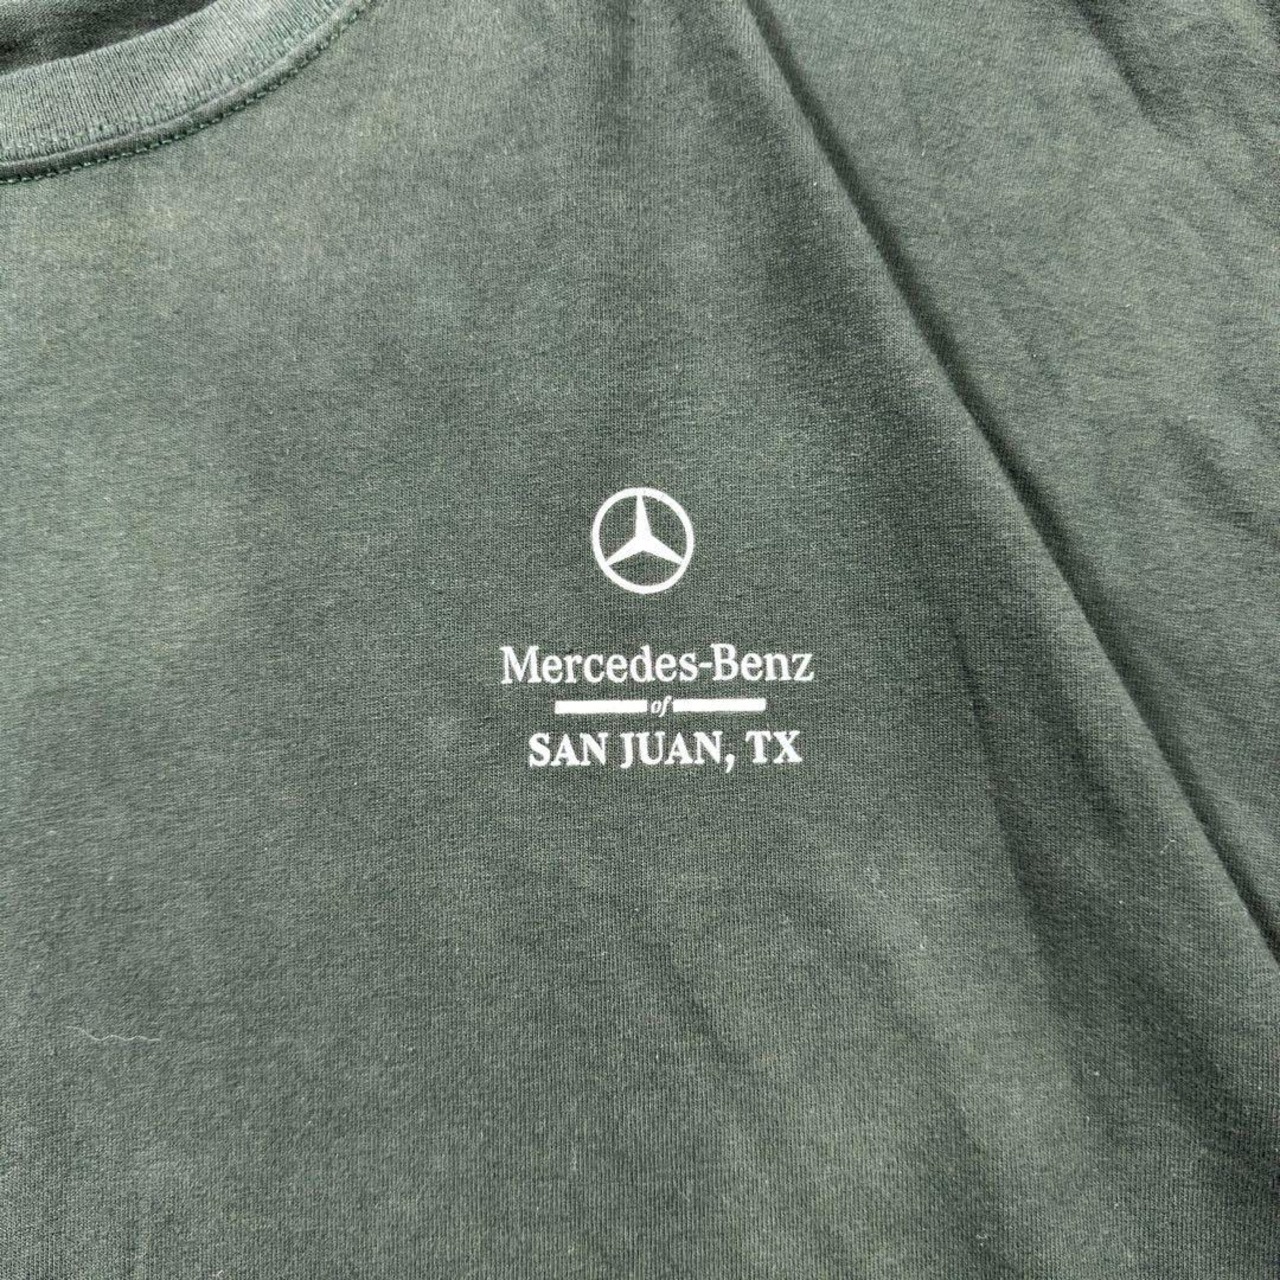 Mercedes-Benz
of
SAN JUAN, TX